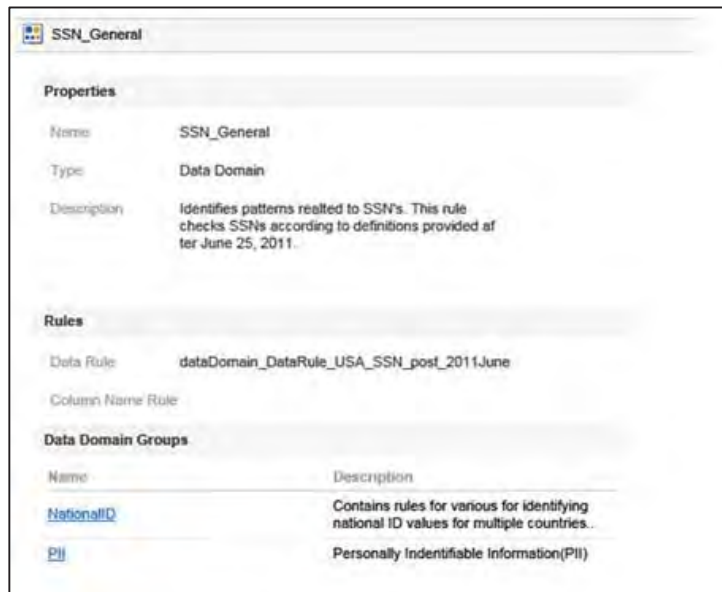 SSN_General
Properties
Name SSN_General
Type Data Domain
Description Identifies patterns realted to SSN's. This rule
checks SSNs according to definitions provided af
ter June 25, 2011.
Rules
Data Rule dataDomain_DataRule_USA_SSN_post_2011June
Column Name Rule
Data Domain Groups
Name Description
NationalID Contains rules for various for identifying
national ID values for multiple countries..
PII Personally Indentifiable Information(PII)